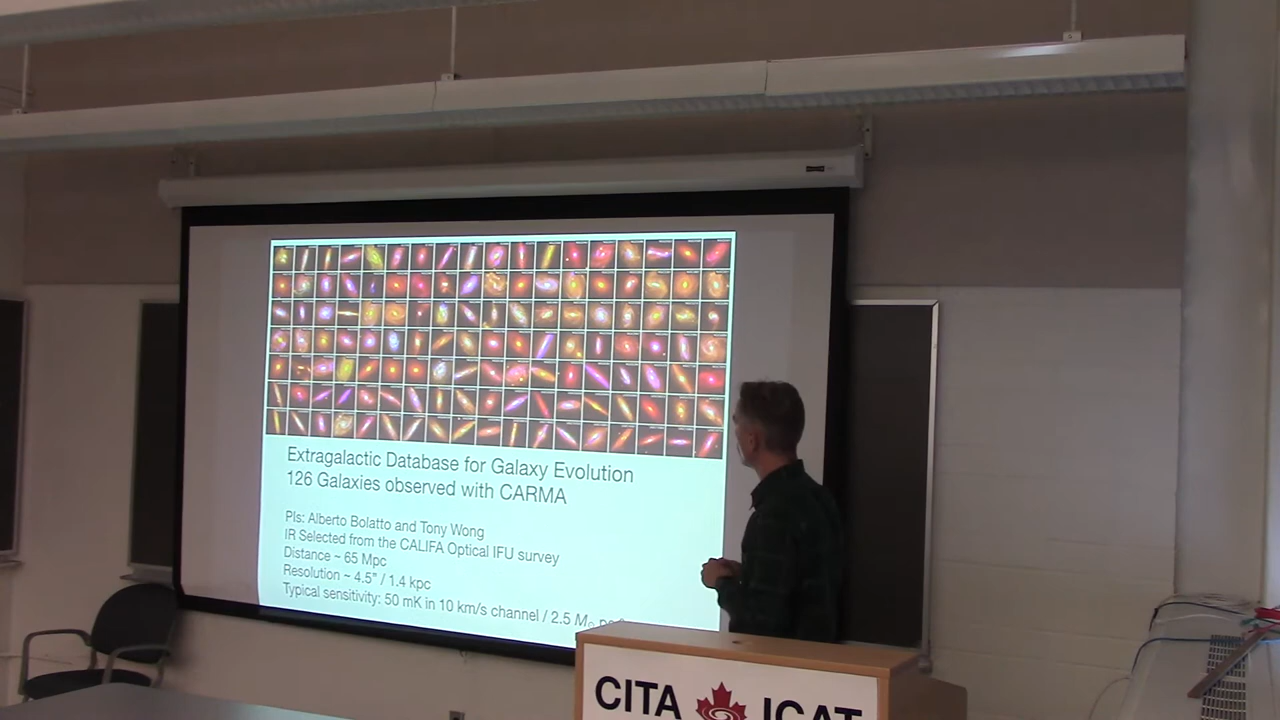 Extragalactic Database for Galaxy Evolution
126 Galaxies observed with CARMA
PIs: Alberto Bolatto and Tony Wong
IR Selected from the CALIFA Optical IFU survey
Distance ~ 65 Mpc
Resolution ~ 4.5" / 1.4 kpc
Typical sensitivity: 50 mK in 10 km/s channel / 2.5 M☉
CITA ICAT